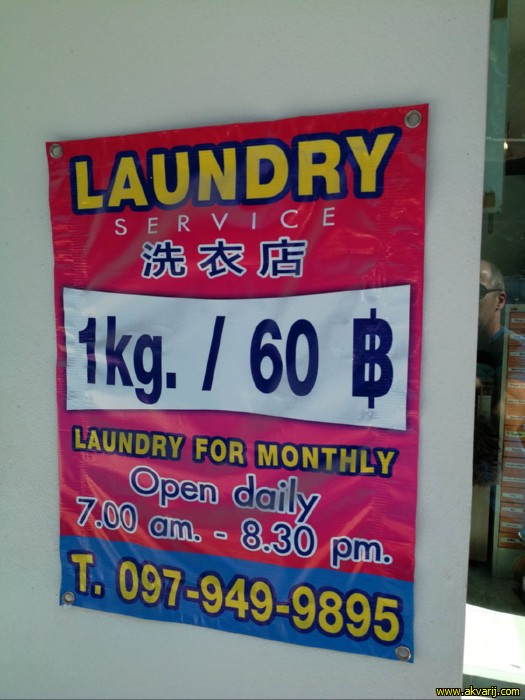 LAUNDRY
SERVICE
洗衣店
1kg. / 60 ฿
LAUNDRY FOR MONTHLY
Open daily
7.00 am. - 8.30 pm.
T. 097-949-9895
www.akvarij.com